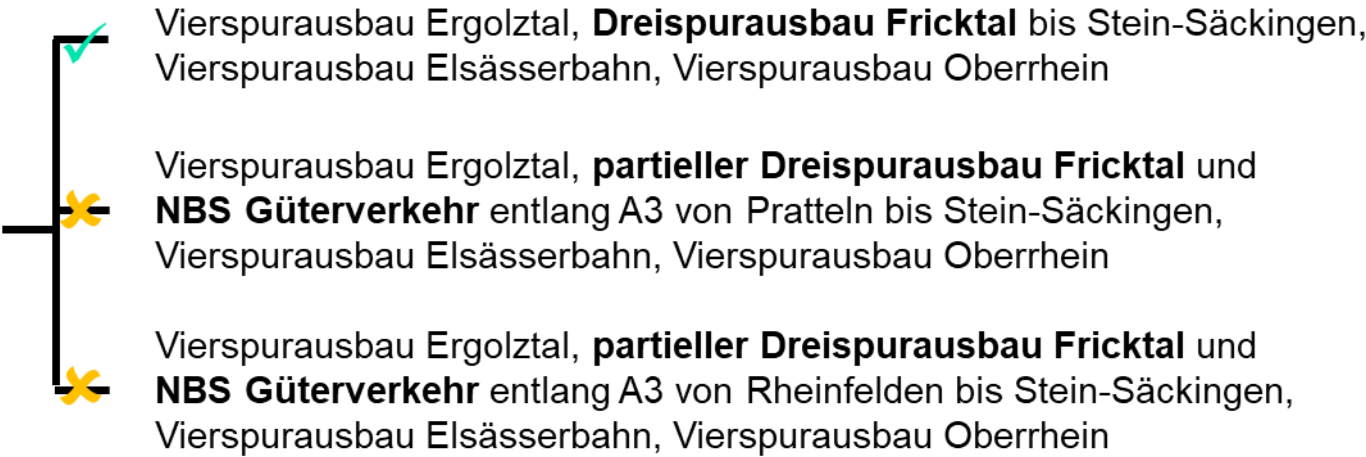 Vierspurausbau Ergolztal, Dreispurausbau Fricktal bis Stein-Säckingen,
Vierspurausbau Elsässerbahn, Vierspurausbau Oberrhein
Vierspurausbau Ergolztal, partieller Dreispurausbau Fricktal und
NBS Güterverkehr entlang A3 von Pratteln bis Stein-Säckingen,
Vierspurausbau Elsässerbahn, Vierspurausbau Oberrhein
Vierspurausbau Ergolztal, partieller Dreispurausbau Fricktal und
NBS Güterverkehr entlang A3 von Rheinfelden bis Stein-Säckingen,
Vierspurausbau Elsässerbahn, Vierspurausbau Oberrhein